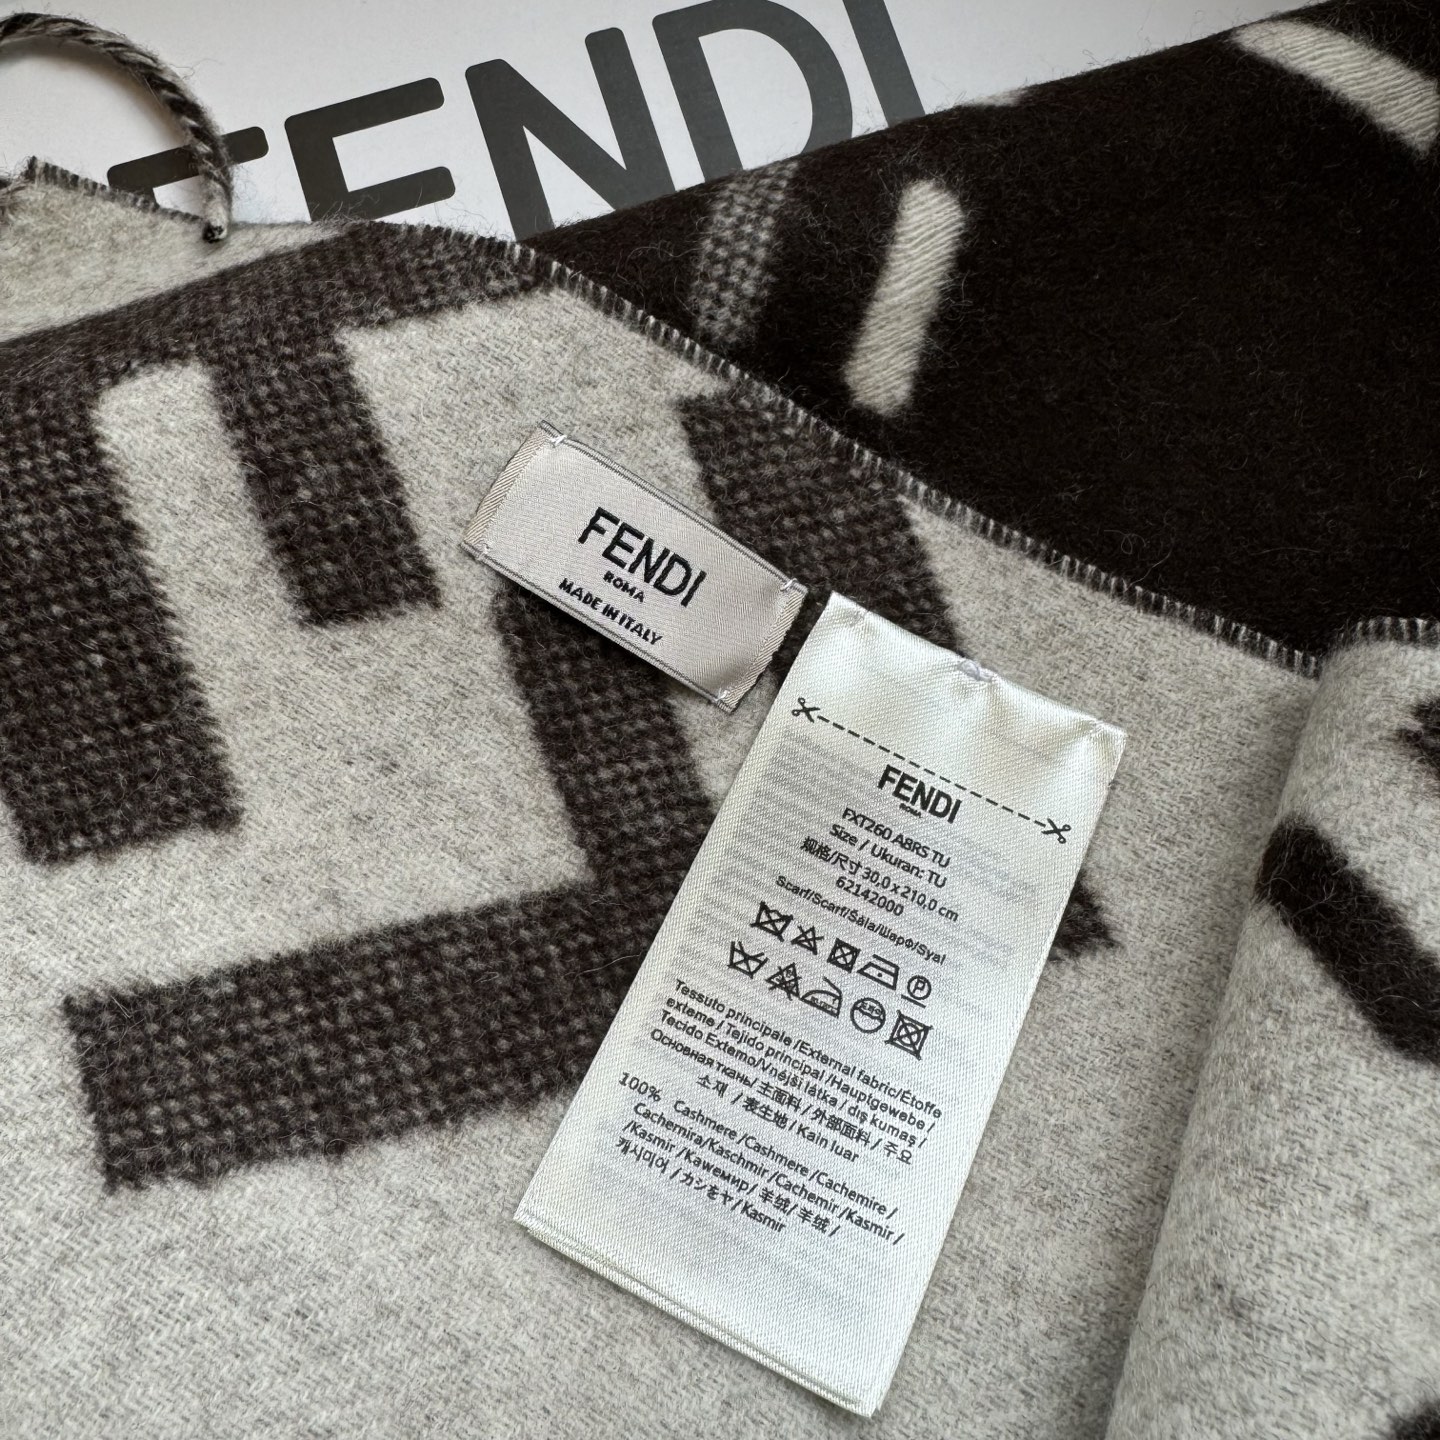 FENDI
FENDI
ROMA
MADE IN ITALY
FENDI
ROMA
FXT260 A8RS TU
Size / Ukuran: TU
规格/尺寸 30,0 x 210,0 cm
62142000
Scarf/Scarf/Šála/Шарф/Syal
P
Tessuto principale /External fabric/Étoffe
externe / Tejido principal /Hauptgewebe /
Tecido Externo/Vnéjši látka / dış kumaş /
Основная ткань/ 主面料 / 外部面料 / 주요
소재 / 表生地 / Kain luar
100% Cashmere /Cashmere /Cachemire /
Cachemira/Kaschmir /Cachemir /Kasmir /
/Kasmir /Кашемир/ 羊绒/ 羊绒 /
캐시미어 / カシミヤ / Kasmir